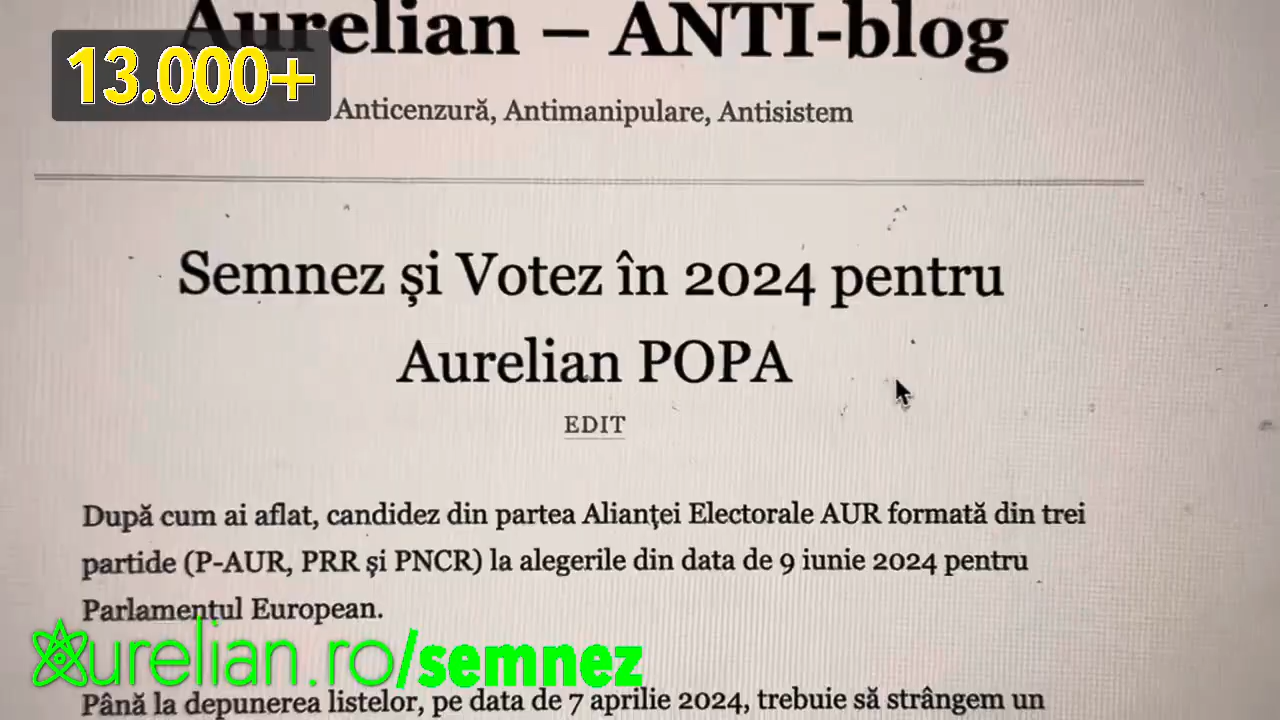 Aurelian – ANTI-blog
13.000+
Anticenzură, Antimanipulare, Antisistem
Semnez și Votez în 2024 pentru
Aurelian POPA
EDIT
După cum ai aflat, candidez din partea Alianței Electorale AUR formată din trei
partide (P-AUR, PRR și PNCR) la alegerile din data de 9 iunie 2024 pentru
Parlamentul European.
Aurelian.ro/semnez
Până la depunerea listelor, pe data de 7 aprilie 2024, trebuie să strângem un